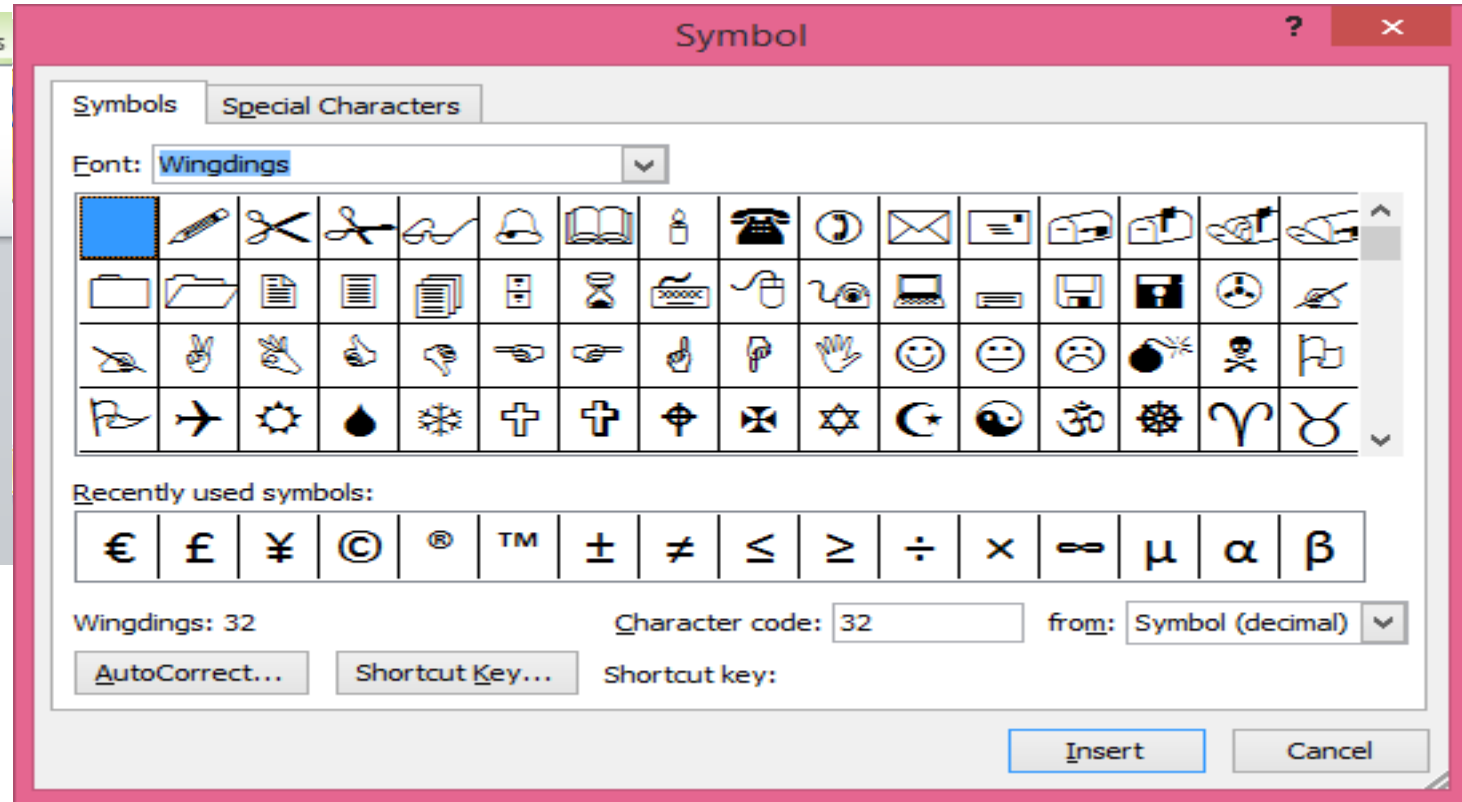 s
Symbol
?
Symbols Special Characters
Font: Wingdings
Recently used symbols:
€ £ ¥ © ® ™ ± ≠ ≤ ≥ ÷ × ∞ µ α β
Wingdings: 32 Character code: 32 from: Symbol (decimal)
AutoCorrect... Shortcut Key... Shortcut key:
Insert Cancel